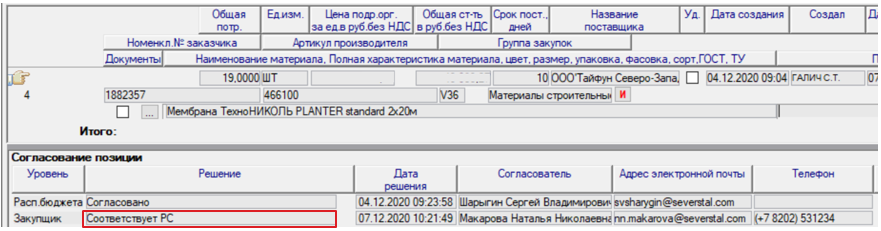 Общая Ед.изм. Цена подр.орг. Общая ст-ть Срок пост., Название Уд. Дата создания Создал
потр. за ед.в руб.без НДС в руб.без НДС дней поставщика
Номенкл.№ заказчика Артикул производителя Группа закупок
Документы Наименование материала, Полная характеристика материала, цвет, размер, упаковка, фасовка, сорт,ГОСТ, ТУ
19,0000 ШТ 10 ООО"Тайфун Северо-Запа, 04.12.2020 09:04 ГАЛИЧ С.Т. 07
4 1882357 466100 V36 Материалы строительны И
... Мембрана ТехноНИКОЛЬ PLANTER standard 2x20м
Итого:
Согласование позиции
Уровень Решение Дата Согласователь Адрес электронной почты Телефон
решения
Расп.бюджета Согласовано 04.12.2020 09:23:58 Шарыгин Сергей Владимирович svsharygin@severstal.com
Закупщик Соответствует РС 07.12.2020 10:21:49 Макарова Наталья Николаевна nn.makarova@severstal.com (+7 8202) 531234